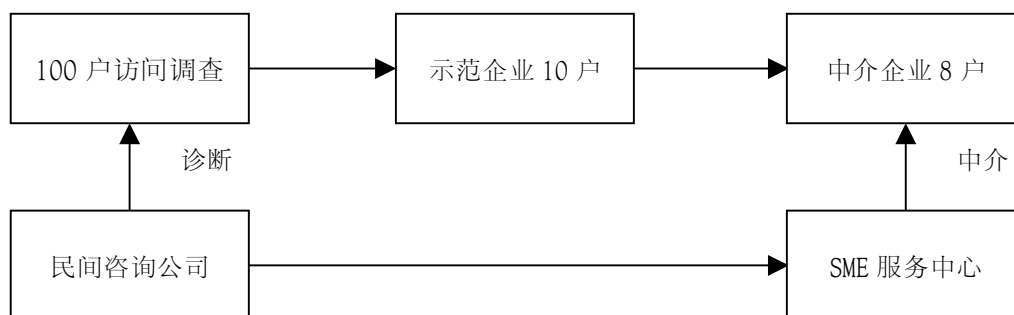 100 户访问调查
示范企业 10 户
中介企业 8 户
诊断
中介
民间咨询公司
SME 服务中心